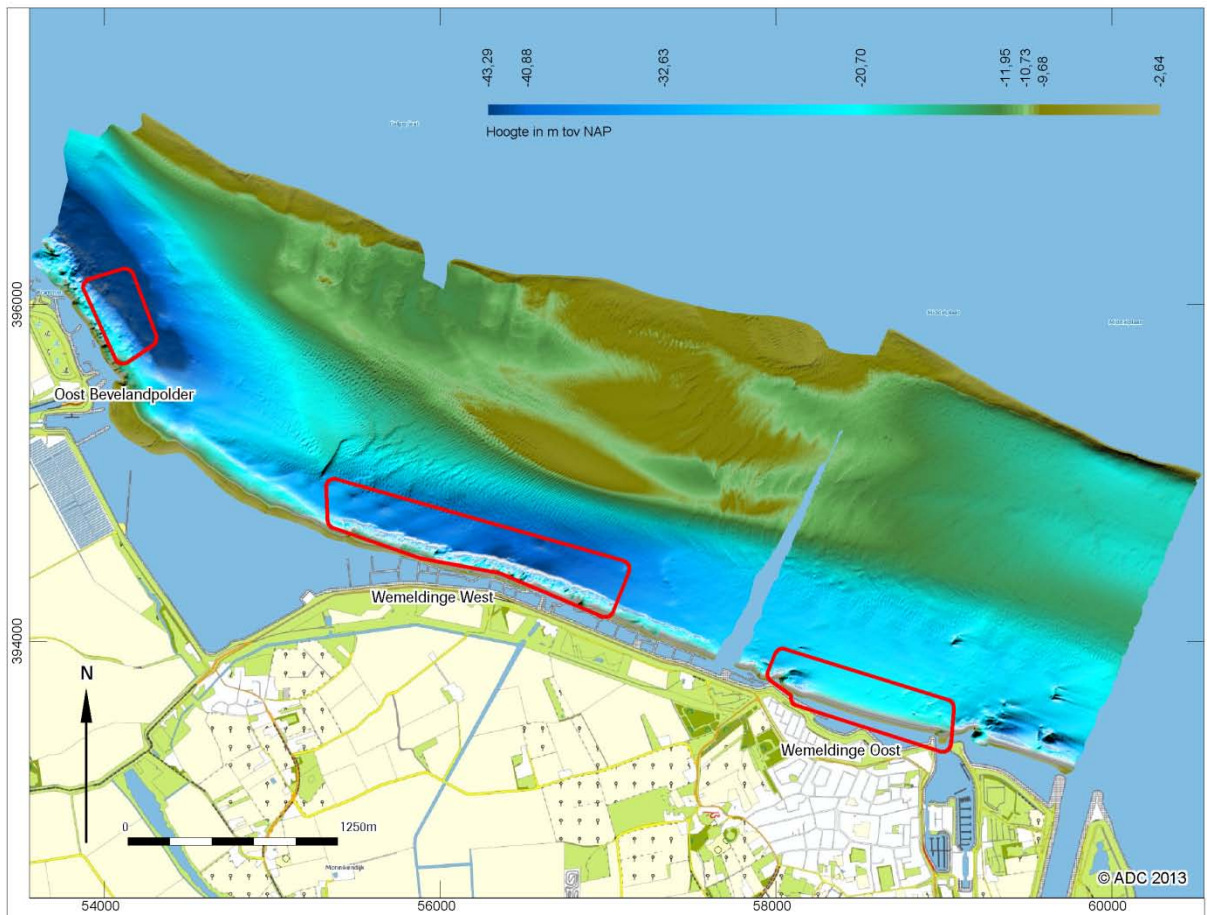 -43,29
-40,88
-32,63
-20,70
-11,95
-10,73
-9,68
-2,64
Hoogte in m tov NAP
396000
Oost Bevelandpolder
Wemeldinge West
394000
N
Wemeldinge Oost
0
1250m
Monnikendijk
© ADC 2013
54000
56000
58000
60000